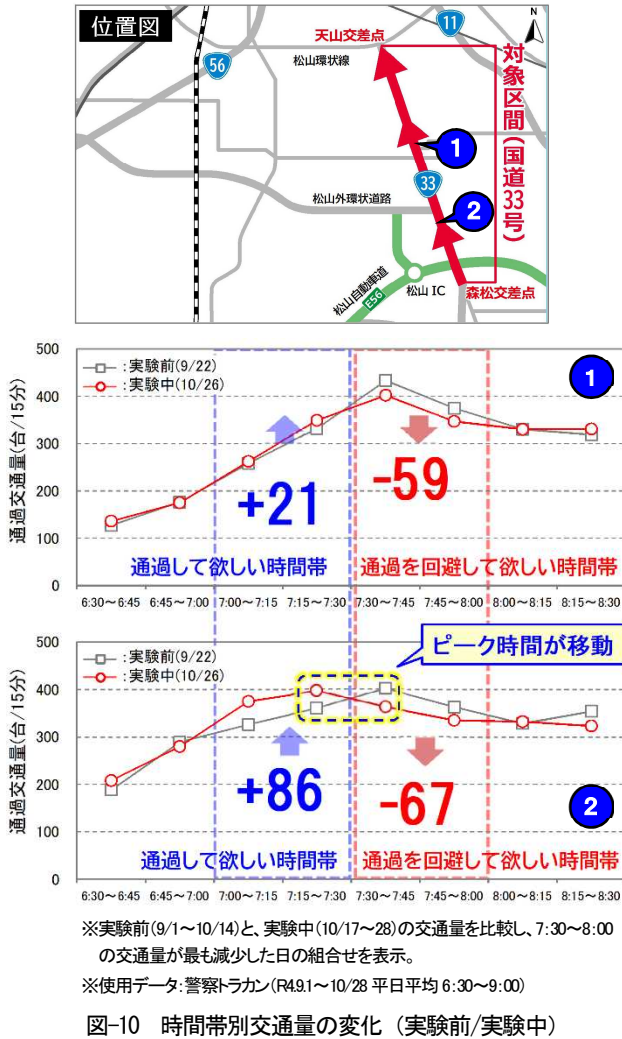 位置図
天山交差点
松山環状線
11
N
56
対象区間(国道33号)
1
33
松山外環状道路
2
松山自動車道
E56
松山IC
森松交差点
500
400
300
200
100
0
通過交通量(台/15分)
:実験前(9/22)
:実験中(10/26)
1
+21
-59
通過して欲しい時間帯
通過を回避して欲しい時間帯
6:30～6:45 6:45～7:00 7:00～7:15 7:15～7:30 7:30～7:45 7:45～8:00 8:00～8:15 8:15～8:30
ピーク時間が移動
500
400
300
200
100
0
通過交通量(台/15分)
:実験前(9/22)
:実験中(10/26)
+86
-67
2
通過して欲しい時間帯
通過を回避して欲しい時間帯
6:30～6:45 6:45～7:00 7:00～7:15 7:15～7:30 7:30～7:45 7:45～8:00 8:00～8:15 8:15～8:30
※実験前(9/1～10/14)と、実験中(10/17～28)の交通量を比較し、7:30～8:00
の交通量が最も減少した日の組合せを表示。
※使用データ:警察トラカン(R4.9.1～10/28 平日平均 6:30～9:00)
図-10 時間帯別交通量の変化（実験前/実験中）